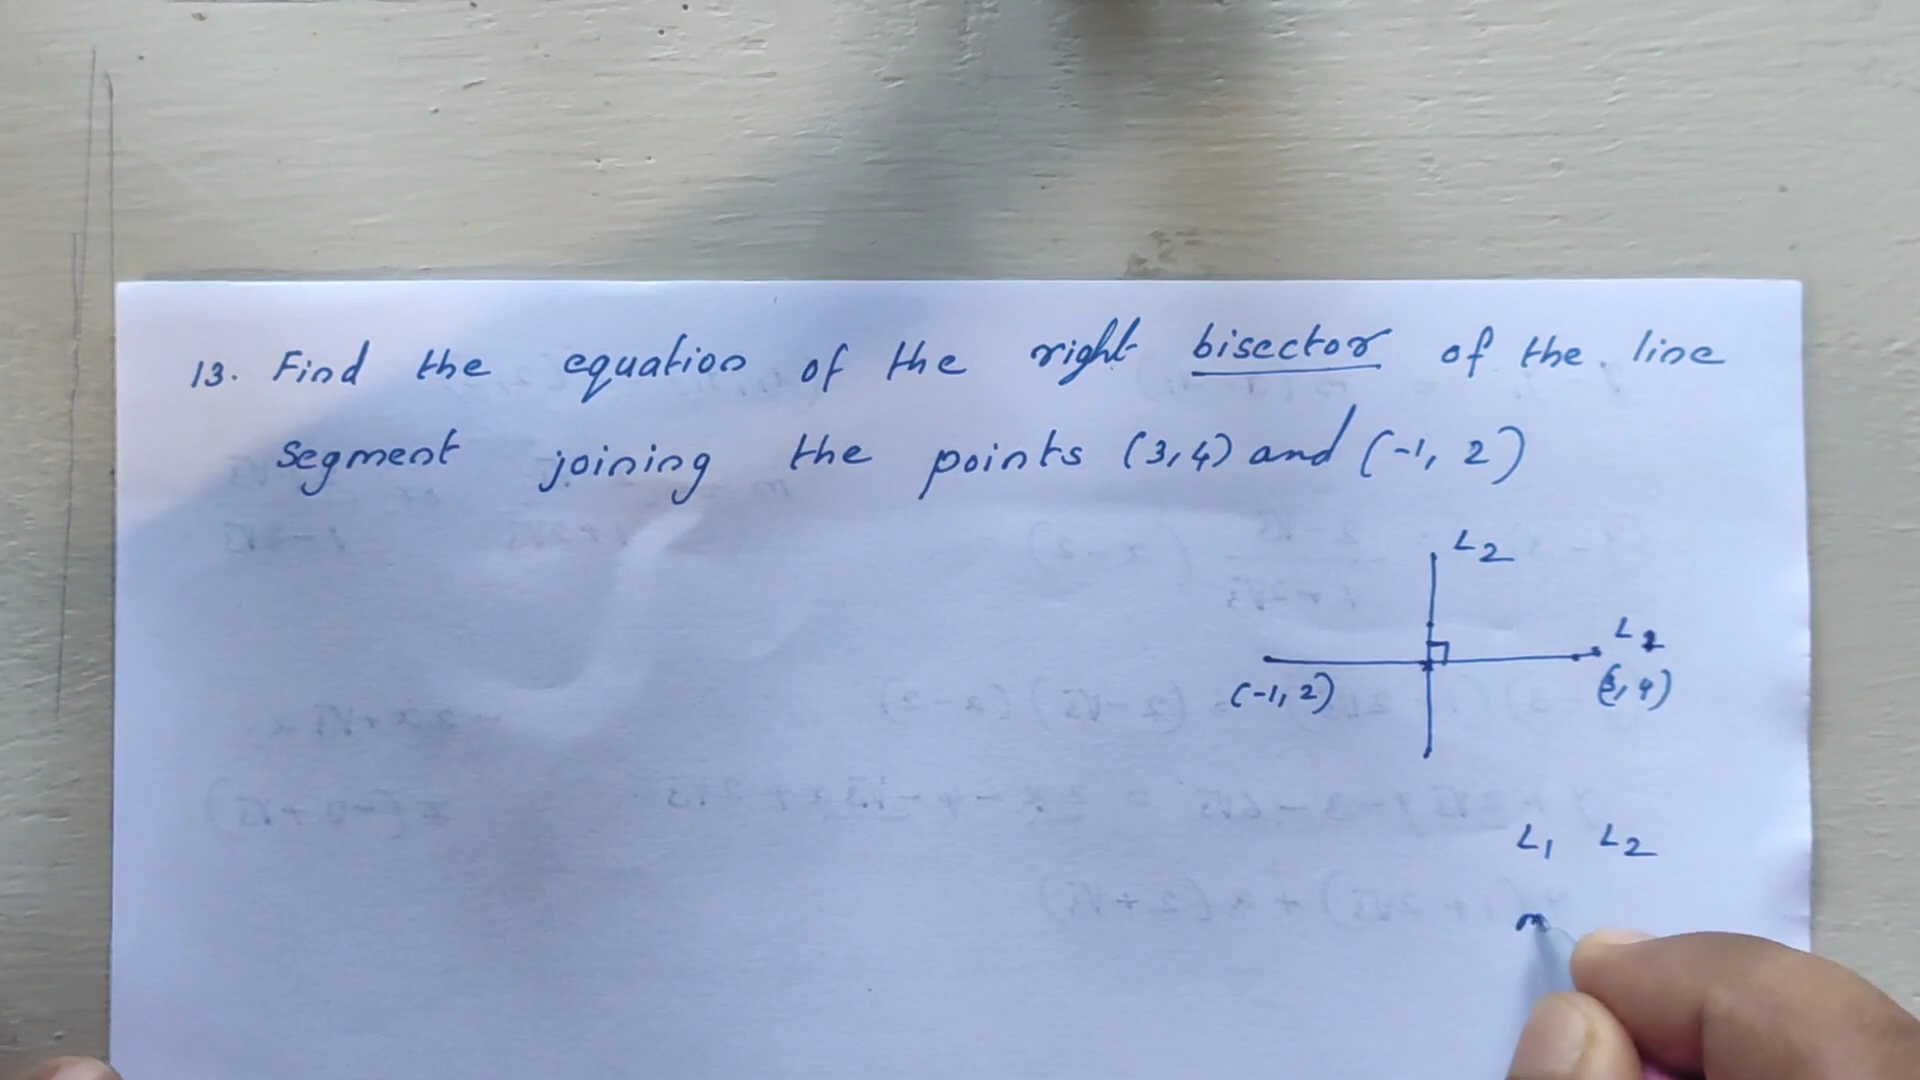 13. Find the equation of the right bisector of the line
segment joining the points (3,4) and (-1, 2)
L2
L1
(-1, 2)
(3, 4)
L1 L2
m